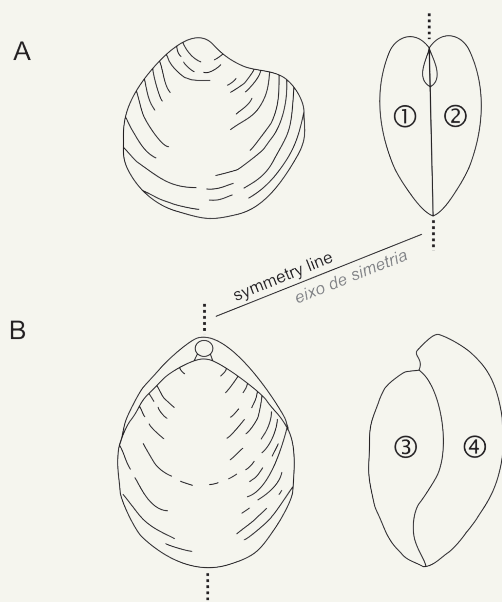 A
① ②
symmetry line
eixo de simetria
B
③ ④